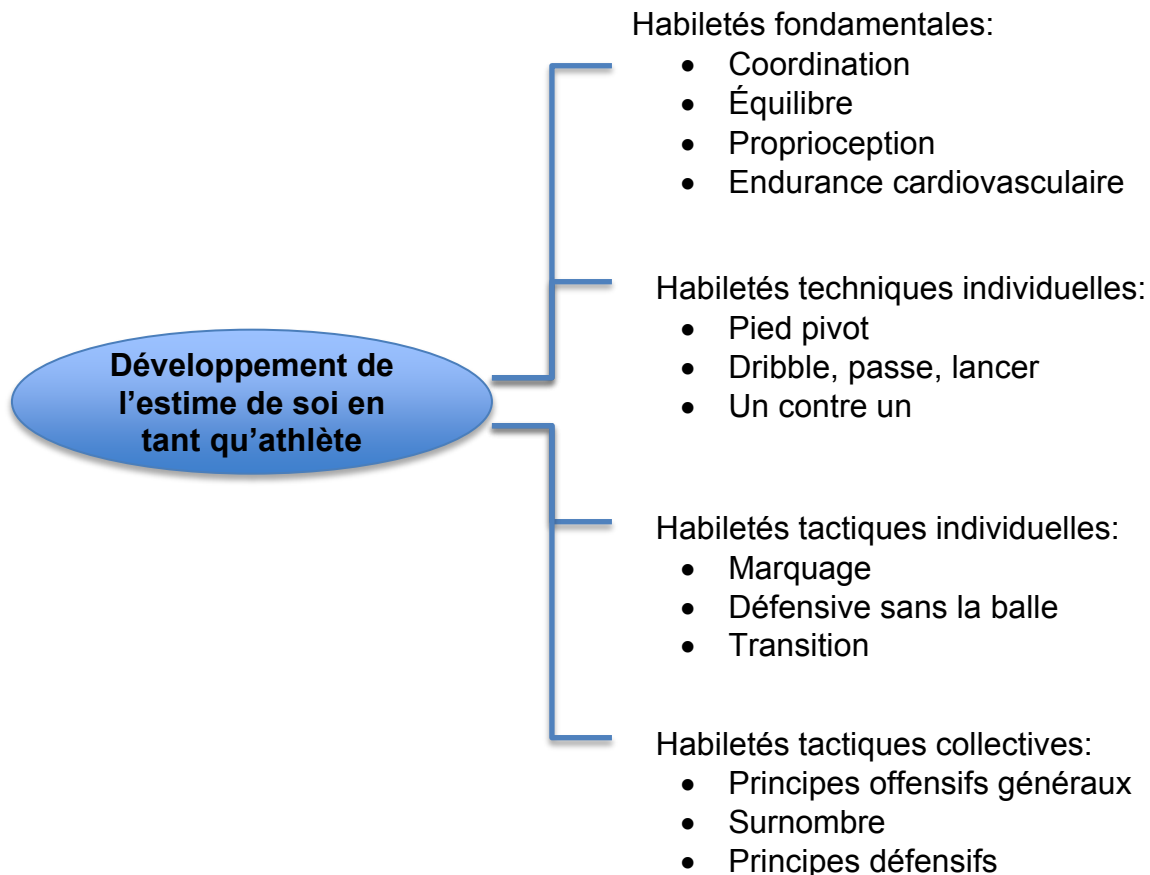 Habiletés fondamentales:
• Coordination
• Équilibre
• Proprioception
• Endurance cardiovasculaire
Habiletés techniques individuelles:
• Pied pivot
• Dribble, passe, lancer
• Un contre un
Développement de
l’estime de soi en
tant qu’athlète
Habiletés tactiques individuelles:
• Marquage
• Défensive sans la balle
• Transition
Habiletés tactiques collectives:
• Principes offensifs généraux
• Surnombre
• Principes défensifs